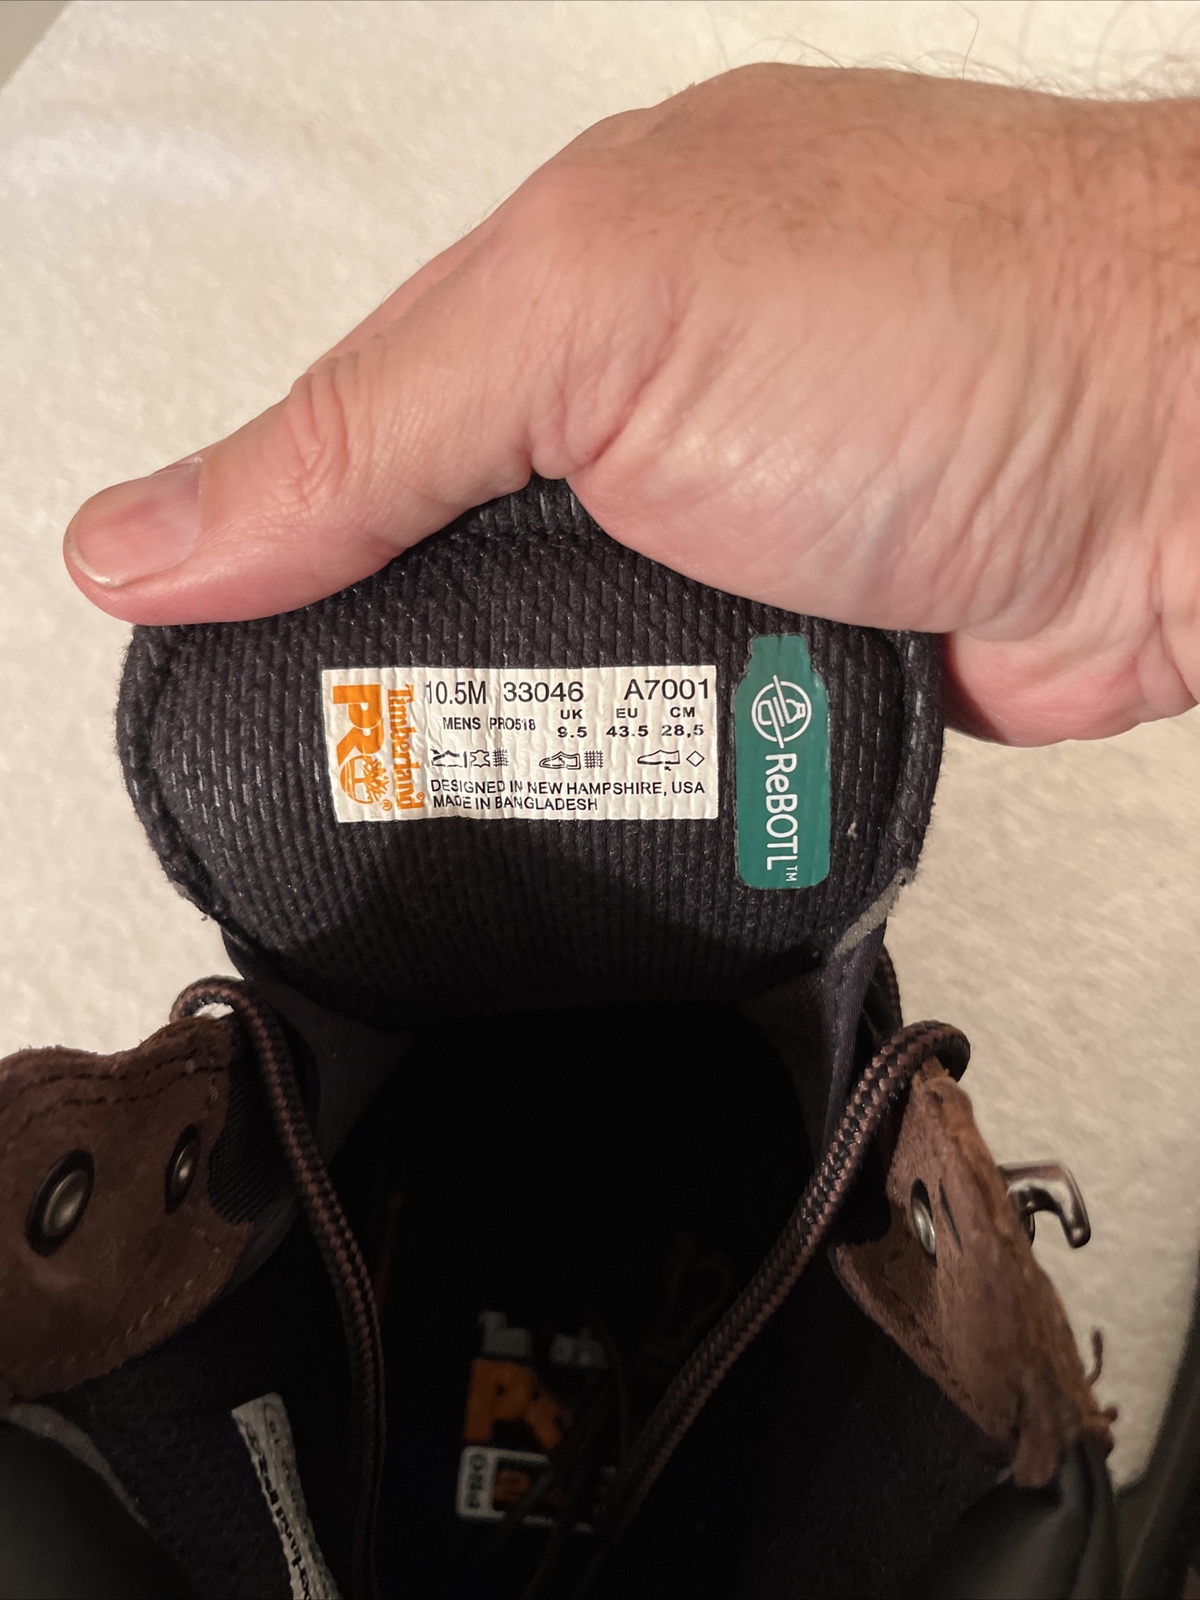 Timberland®
PRO®
10.5M 33046 A7001
MENS PRO518 UK EU CM
9.5 43.5 28,5
DESIGNED IN NEW HAMPSHIRE, USA
MADE IN BANGLADESH
ReBOTL™